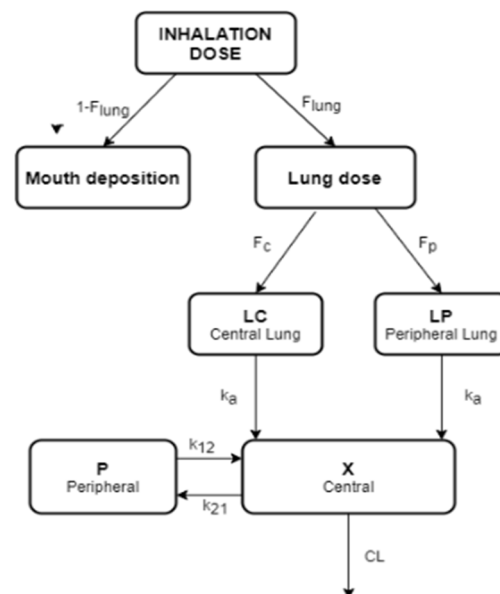 INHALATION
DOSE
1-Flung
Flung
Mouth deposition
Lung dose
Fc
Fp
LC
Central Lung
LP
Peripheral Lung
ka
ka
P
Peripheral
k12
k21
X
Central
CL